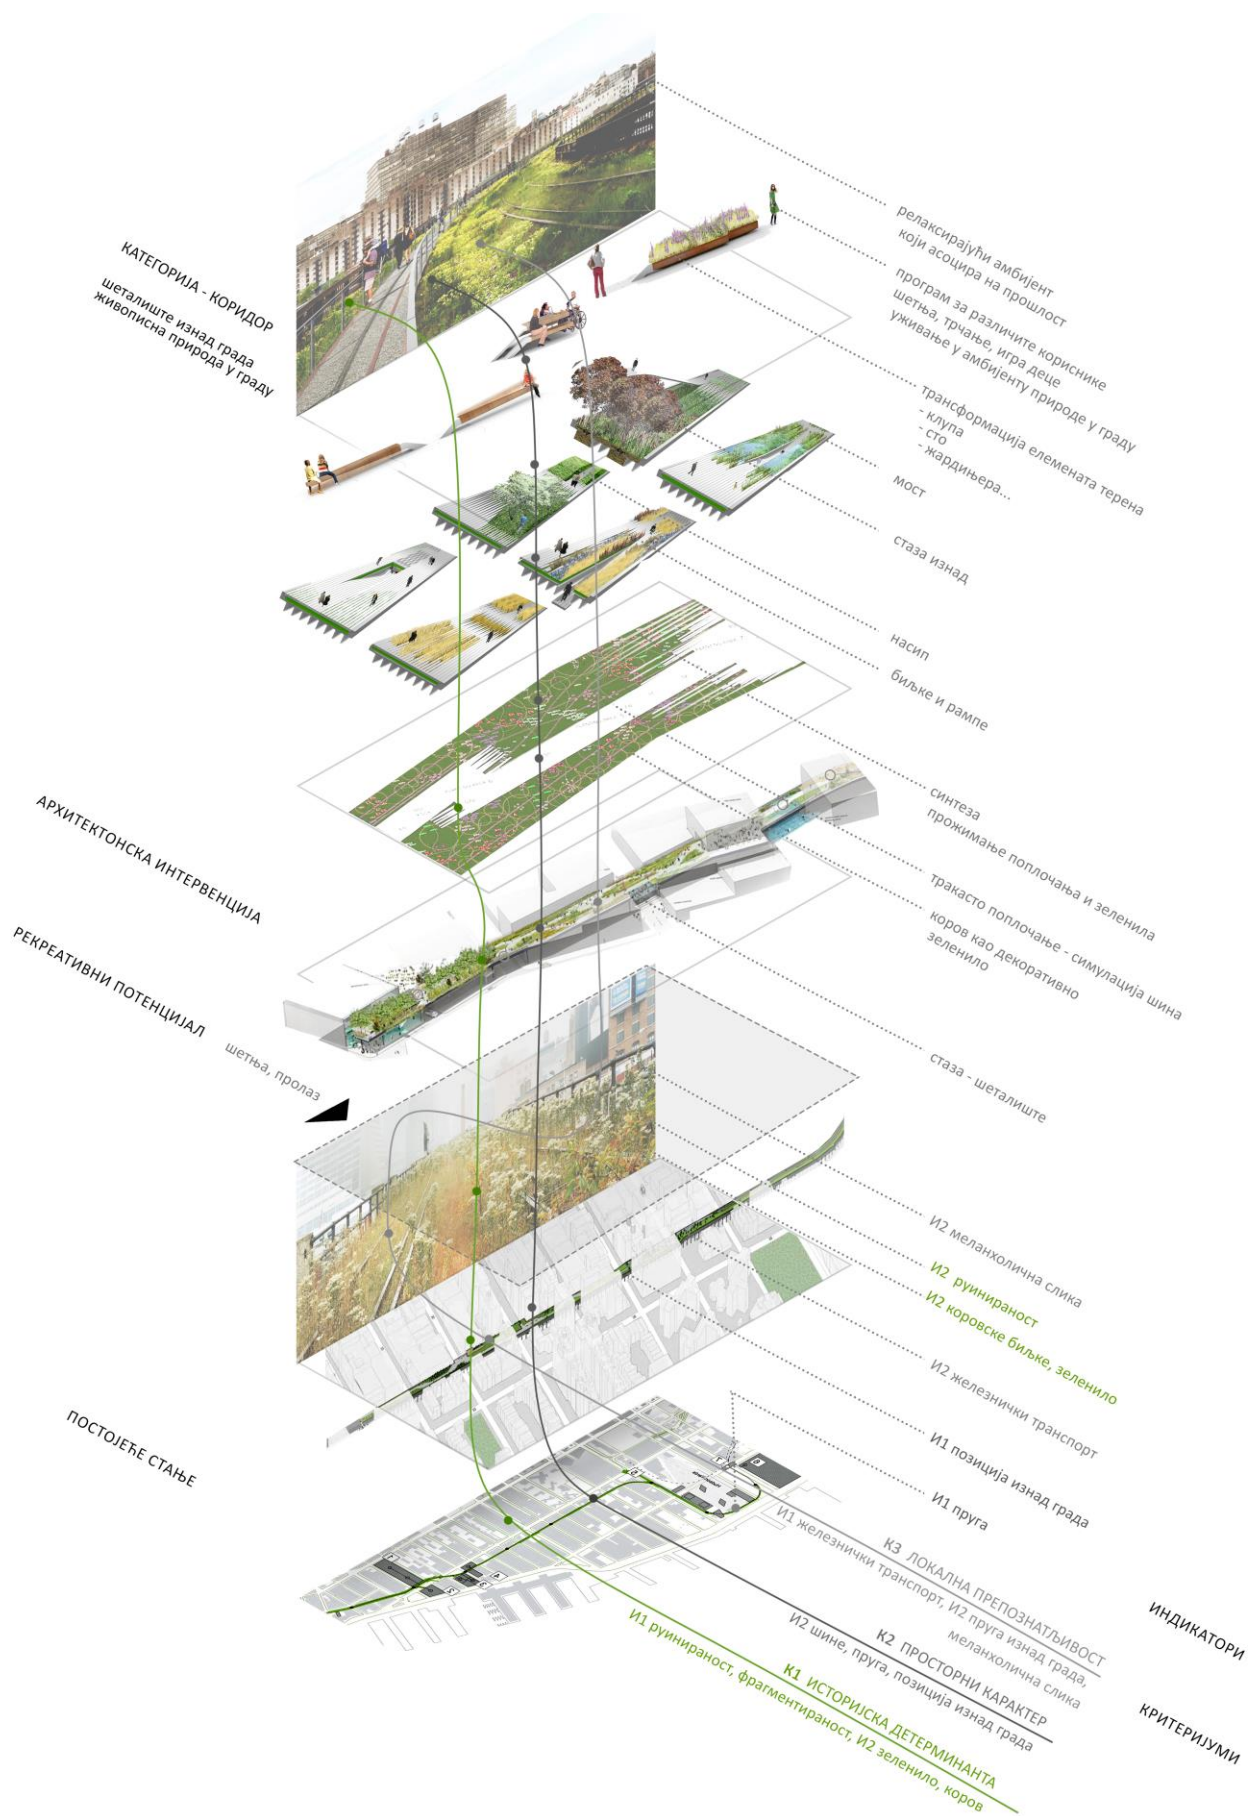 КАТЕГОРИЈА - КОРИДОР
шеталиште изнад града
живописна природа у граду
релаксирајући амбијент
који асоцира на прошлост
програм за различите кориснике
шетња, трчање, игра деце
уживање у амбијенту природе у граду
трансформација елемената терена
- клупа
- сто
- жардињера...
мост
стаза изнад
насип
биљке и рампе
АРХИТЕКТОНСКА ИНТЕРВЕНЦИЈА
синтеза
прожимање поплочања и зеленила
тракасто поплочање - симулација шина
коров као декоративно
зеленило
РЕКРЕАТИВНИ ПОТЕНЦИЈАЛ
шетња, пролаз
стаза - шеталиште
И2 меланхолична слика
И2 руинираност
И2 коровске биљке, зеленило
И2 железнички транспорт
И1 позиција изнад града
И1 пруга
ПОСТОЈЕЋЕ СТАЊЕ
К3 ЛОКАЛНА ПРЕПОЗНАТЉИВОСТ
И1 железнички транспорт, И2 пруга изнад града,
меланхолична слика
К2 ПРОСТОРНИ КАРАКТЕР
И2 шине, пруга, позиција изнад града
К1 ИСТОРИЈСКА ДЕТЕРМИНАНТА
И1 руинираност, фрагментираност, И2 зеленило, коров
ИНДИКАТОРИ
КРИТЕРИЈУМИ